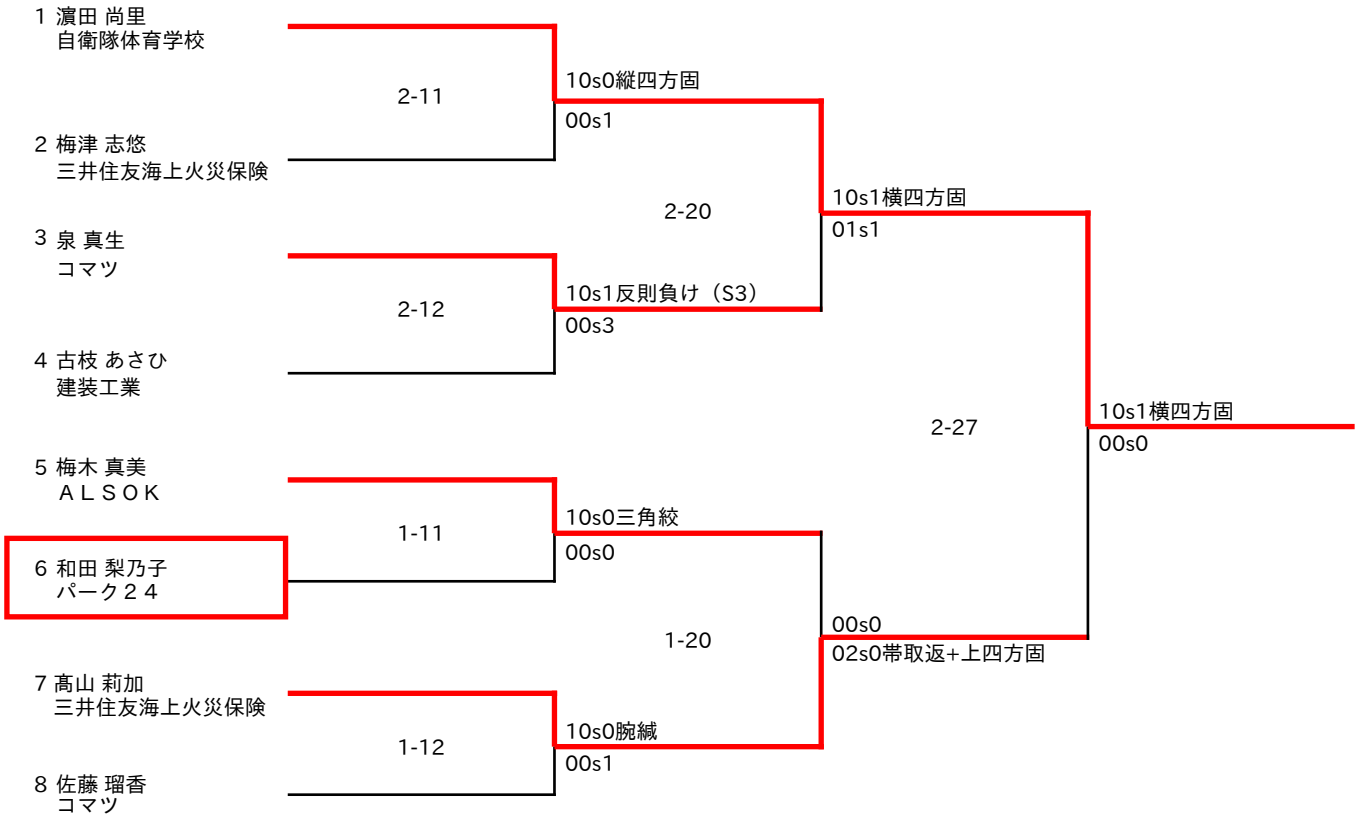 1 濵田 尚里
自衛隊体育学校
10s0縦四方固
2-11
00s1
2 梅津 志悠
三井住友海上火災保険
10s1横四方固
2-20
01s1
3 泉 真生
コマツ
10s1反則負け（S3）
2-12
00s3
4 古枝 あさひ
建装工業
10s1横四方固
2-27
00s0
5 梅木 真美
ＡＬＳＯＫ
10s0三角絞
1-11
00s0
6 和田 梨乃子
パーク２４
00s0
1-20
02s0帯取返+上四方固
7 髙山 莉加
三井住友海上火災保険
10s0腕緘
1-12
00s1
8 佐藤 瑠香
コマツ